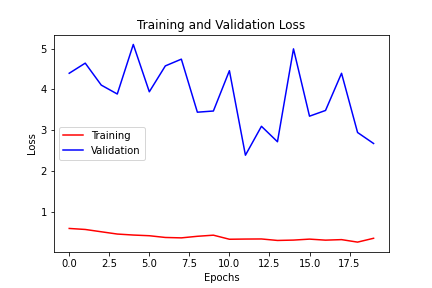 Training and Validation Loss
5
4
3
2
1
Loss
Training
Validation
0.0 2.5 5.0 7.5 10.0 12.5 15.0 17.5
Epochs